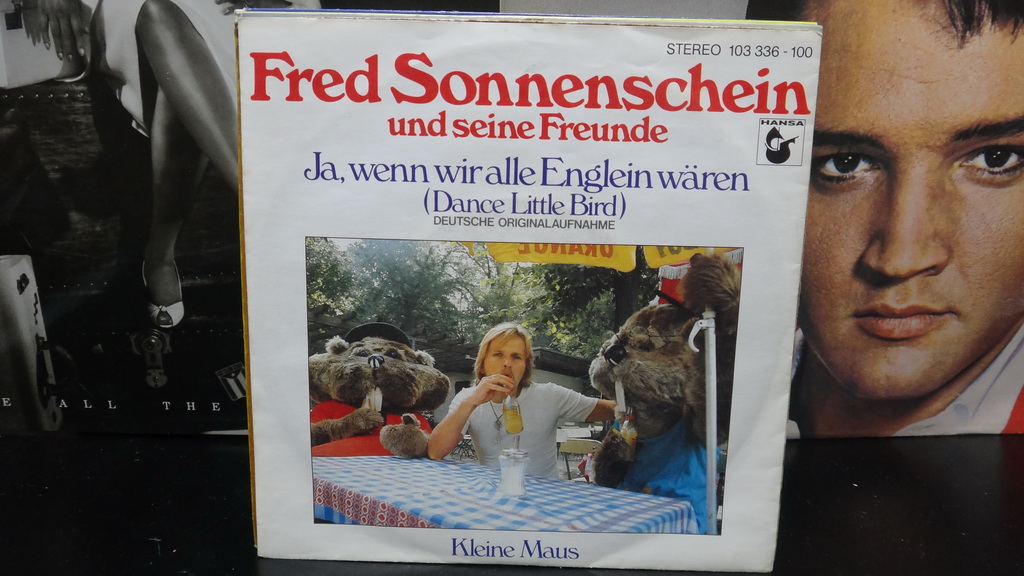 STEREO 103 336 - 100
Fred Sonnenschein
und seine Freunde
HANSA
Ja, wenn wir alle Englein wären
(Dance Little Bird)
DEUTSCHE ORIGINALAUFNAHME
ORANGE
Kleine Maus
E ALL THE